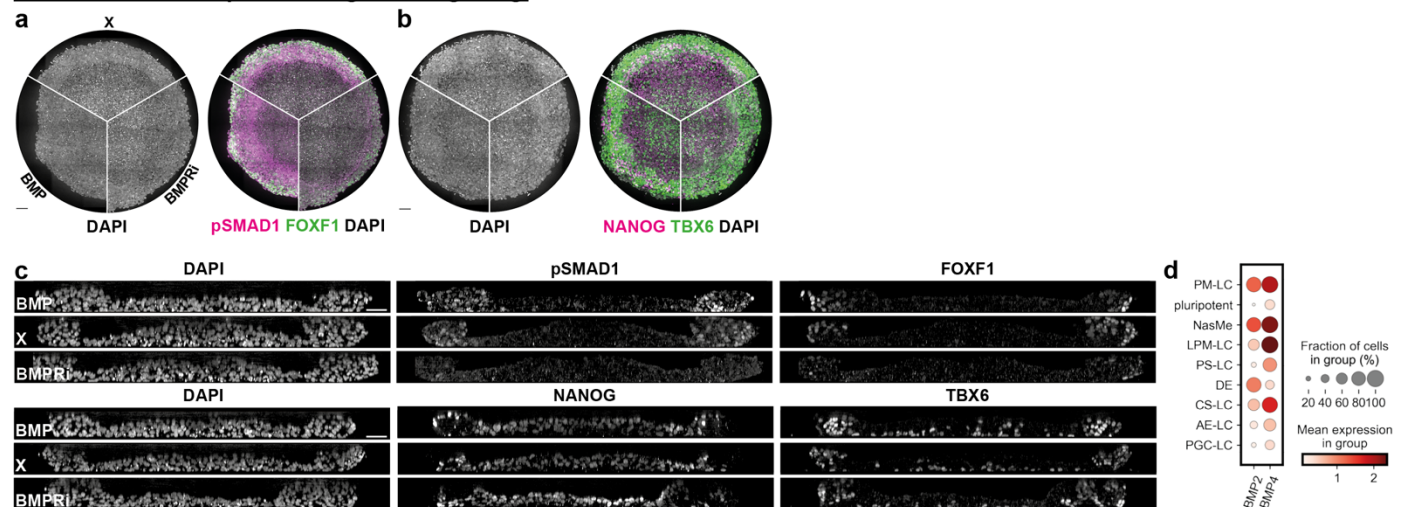 a
b
X
BMP
BMPRi
DAPI
pSMAD1 FOXF1 DAPI
DAPI
NANOG TBX6 DAPI
c
DAPI
pSMAD1
FOXF1
BMP
X
BMPRi
DAPI
NANOG
TBX6
BMP
X
BMPRi
d
PM-LC
pluripotent
NasMe
LPM-LC
PS-LC
DE
CS-LC
AE-LC
PGC-LC
BMP2
BMP4
Fraction of cells
in group (%)
20 40 60 80100
Mean expression
in group
1 2